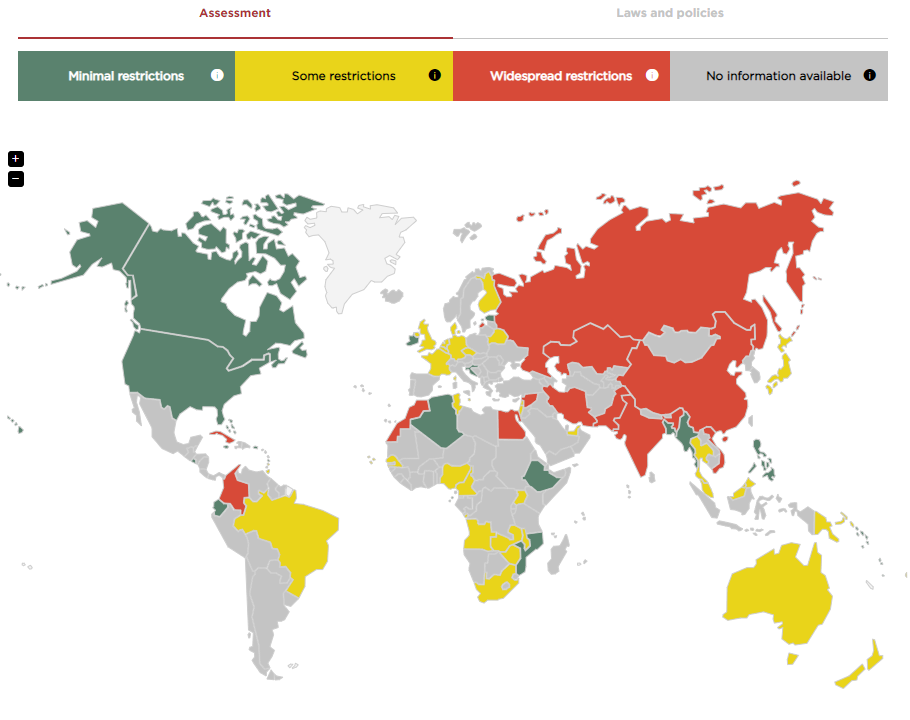 Assessment
Laws and policies
Minimal restrictions i
Some restrictions i
Widespread restrictions i
No information available i
+
−